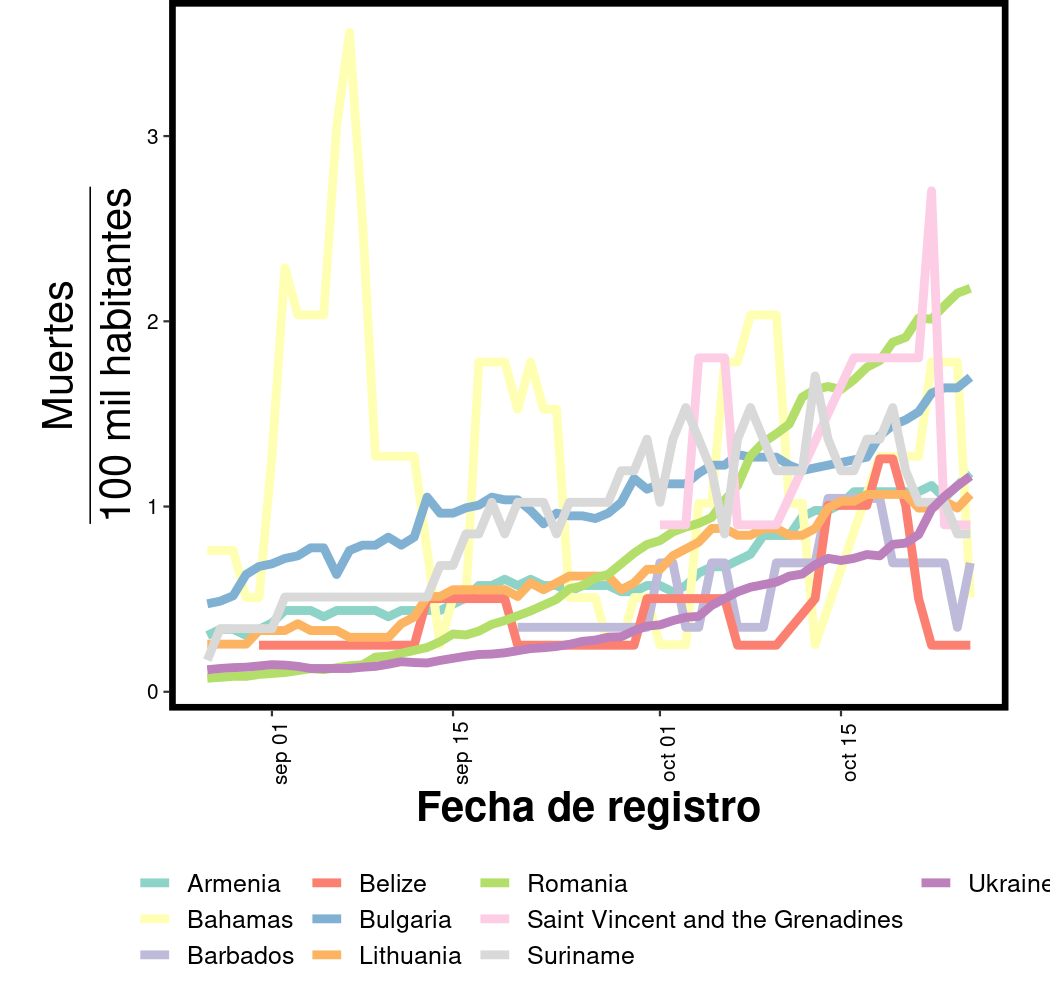 3
2
1
0
Muertes
100 mil habitantes
sep 01
sep 15
oct 01
oct 15
Fecha de registro
Armenia
Belize
Romania
Ukraine
Bahamas
Bulgaria
Saint Vincent and the Grenadines
Barbados
Lithuania
Suriname